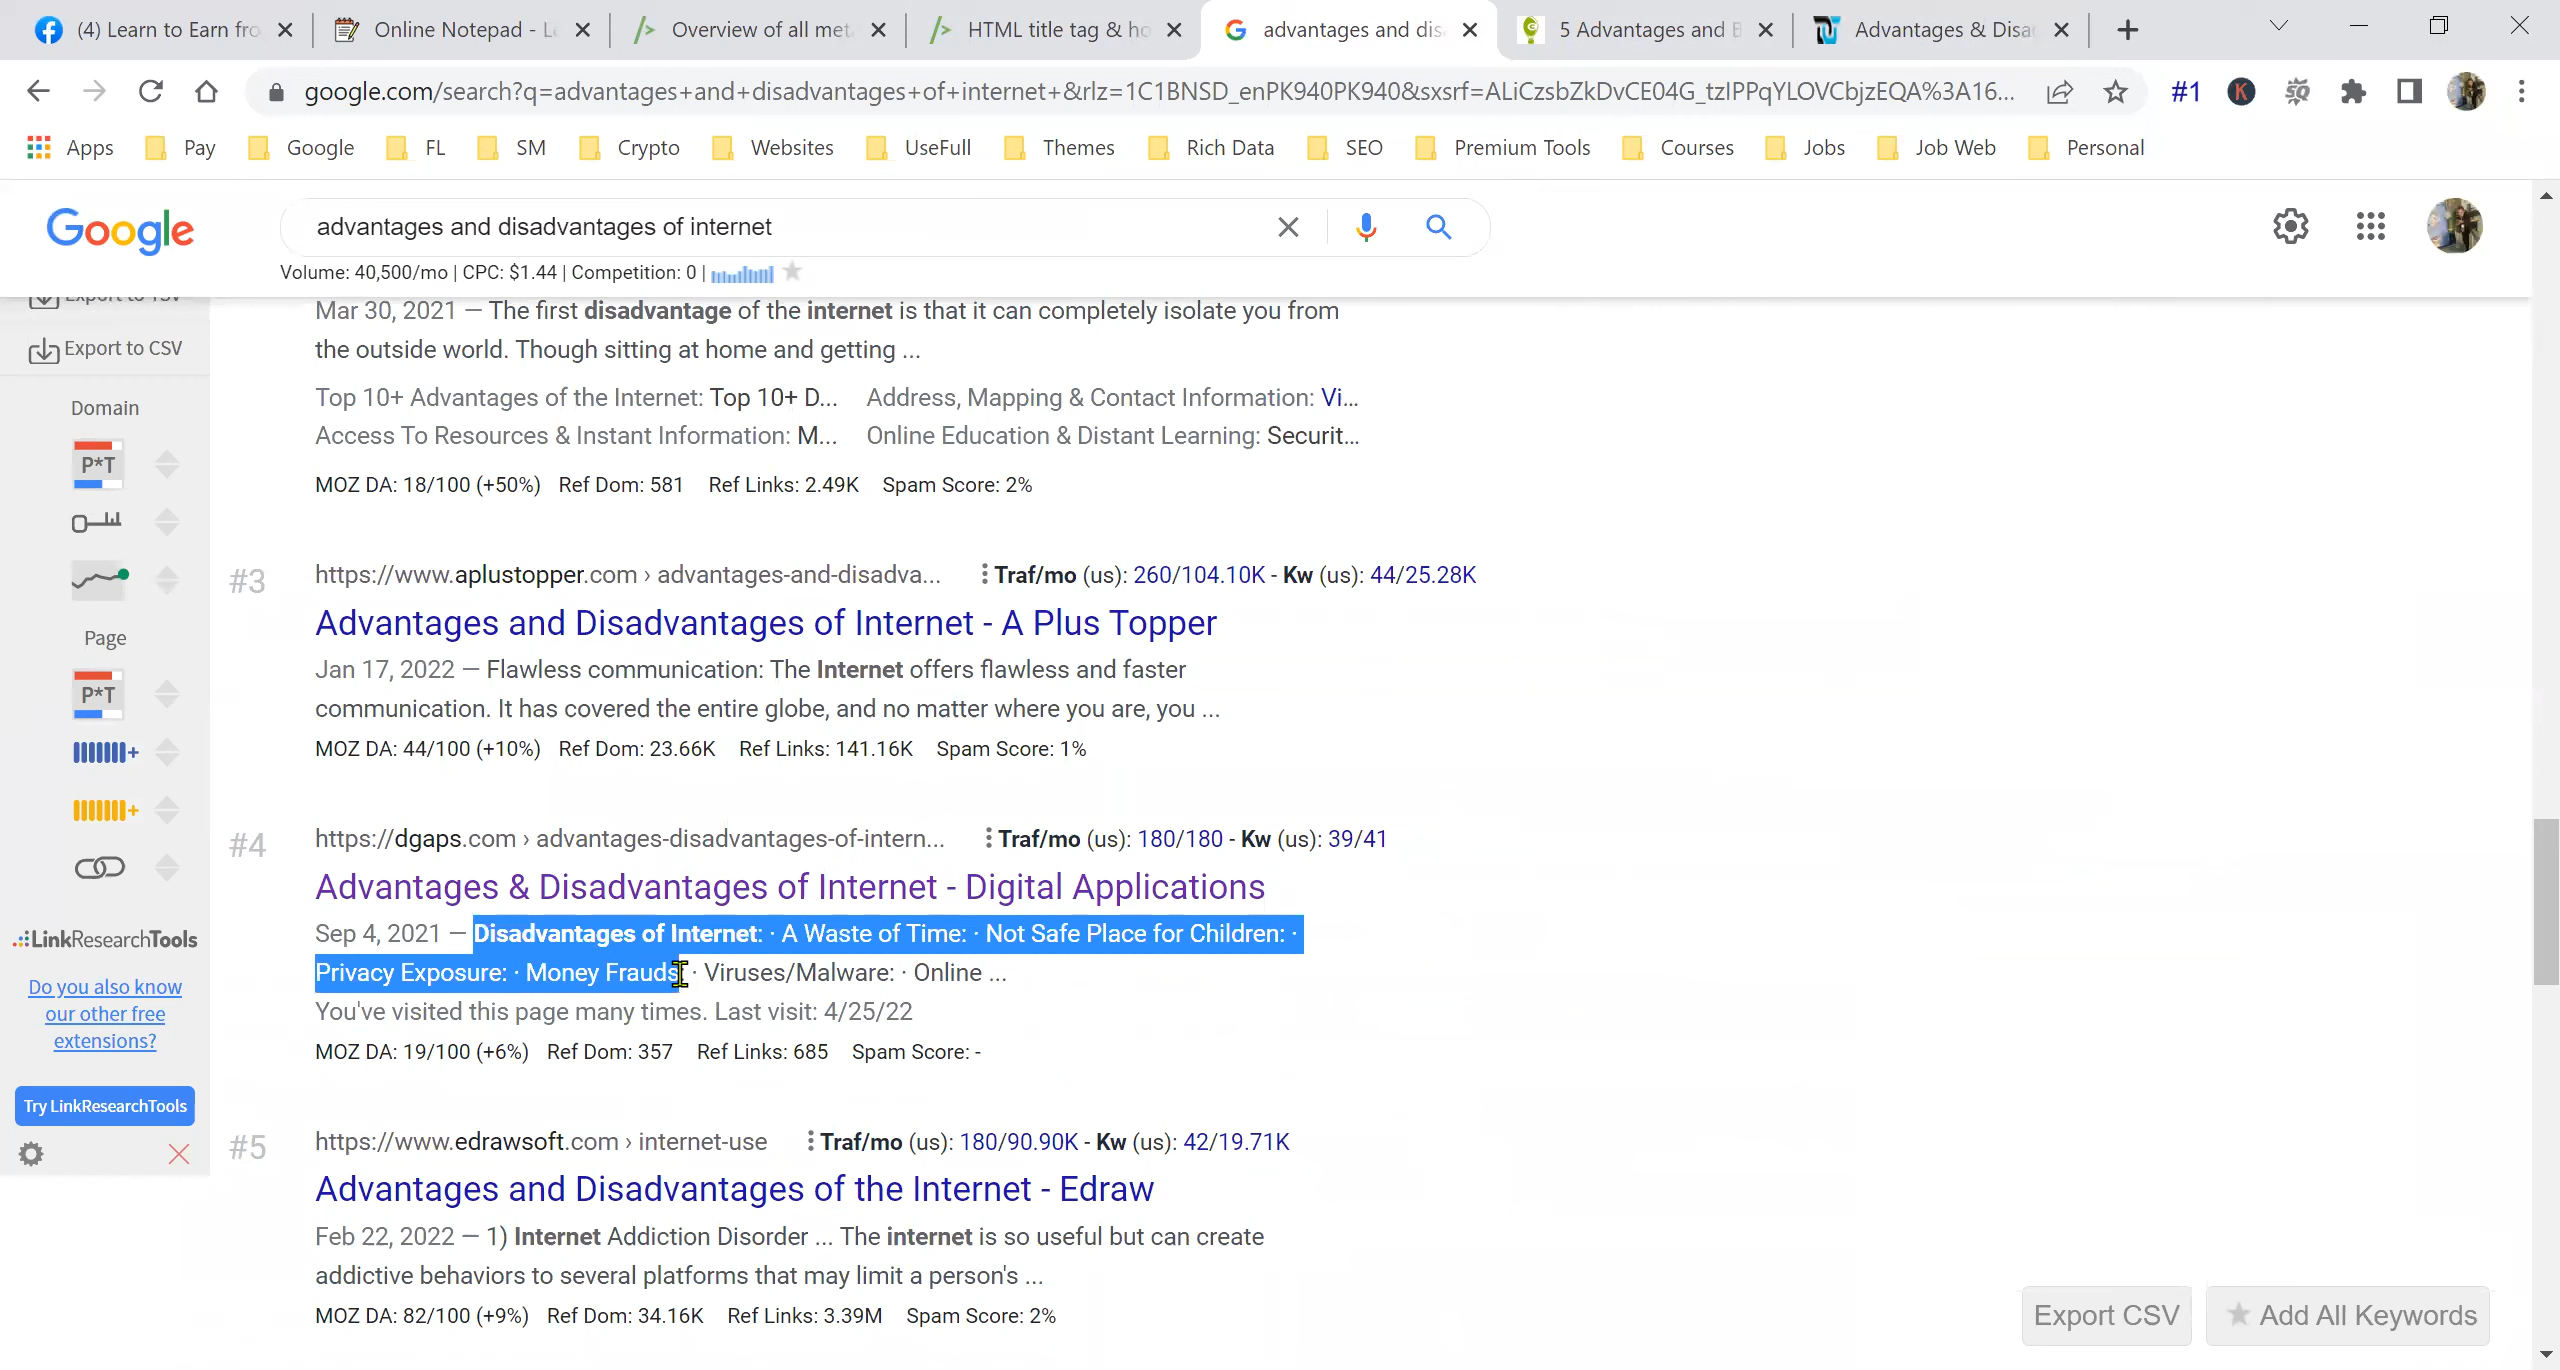 (4) Learn to Earn fro
Online Notepad - L
Overview of all met
HTML title tag & ho
advantages and dis
5 Advantages and
Advantages & Disa
google.com/search?q=advantages+and+disadvantages+of+internet+&rlz=1C1BNSD_enPK940PK940&sxsrf=ALiCzsbZkDvCE04G_tzIPPqYLOVCbjzEQA%3A16...
#1
K
SQ
Apps
Pay
Google
FL
SM
Crypto
Websites
UseFull
Themes
Rich Data
SEO
Premium Tools
Courses
Jobs
Job Web
Personal
Google
advantages and disadvantages of internet
Volume: 40,500/mo | CPC: $1.44 | Competition: 0 |
Export to CSV
Domain
P*T
Page
P*T
LinkResearchTools
Do you also know
our other free
extensions?
Try LinkResearchTools
Mar 30, 2021 — The first disadvantage of the internet is that it can completely isolate you from
the outside world. Though sitting at home and getting ...
Top 10+ Advantages of the Internet: Top 10+ D... Address, Mapping & Contact Information: Vi...
Access To Resources & Instant Information: M... Online Education & Distant Learning: Securit...
MOZ DA: 18/100 (+50%) Ref Dom: 581 Ref Links: 2.49K Spam Score: 2%
#3
https://www.aplustopper.com › advantages-and-disadva... Traf/mo (us): 260/104.10K - Kw (us): 44/25.28K
Advantages and Disadvantages of Internet - A Plus Topper
Jan 17, 2022 — Flawless communication: The Internet offers flawless and faster
communication. It has covered the entire globe, and no matter where you are, you ...
MOZ DA: 44/100 (+10%) Ref Dom: 23.66K Ref Links: 141.16K Spam Score: 1%
#4
https://dgaps.com › advantages-disadvantages-of-intern... Traf/mo (us): 180/180 - Kw (us): 39/41
Advantages & Disadvantages of Internet - Digital Applications
Sep 4, 2021 — Disadvantages of Internet: · A Waste of Time: · Not Safe Place for Children: ·
Privacy Exposure: · Money Frauds · Viruses/Malware: · Online ...
You've visited this page many times. Last visit: 4/25/22
MOZ DA: 19/100 (+6%) Ref Dom: 357 Ref Links: 685 Spam Score: -
#5
https://www.edrawsoft.com › internet-use Traf/mo (us): 180/90.90K - Kw (us): 42/19.71K
Advantages and Disadvantages of the Internet - Edraw
Feb 22, 2022 — 1) Internet Addiction Disorder ... The internet is so useful but can create
addictive behaviors to several platforms that may limit a person's ...
MOZ DA: 82/100 (+9%) Ref Dom: 34.16K Ref Links: 3.39M Spam Score: 2%
Export CSV
Add All Keywords